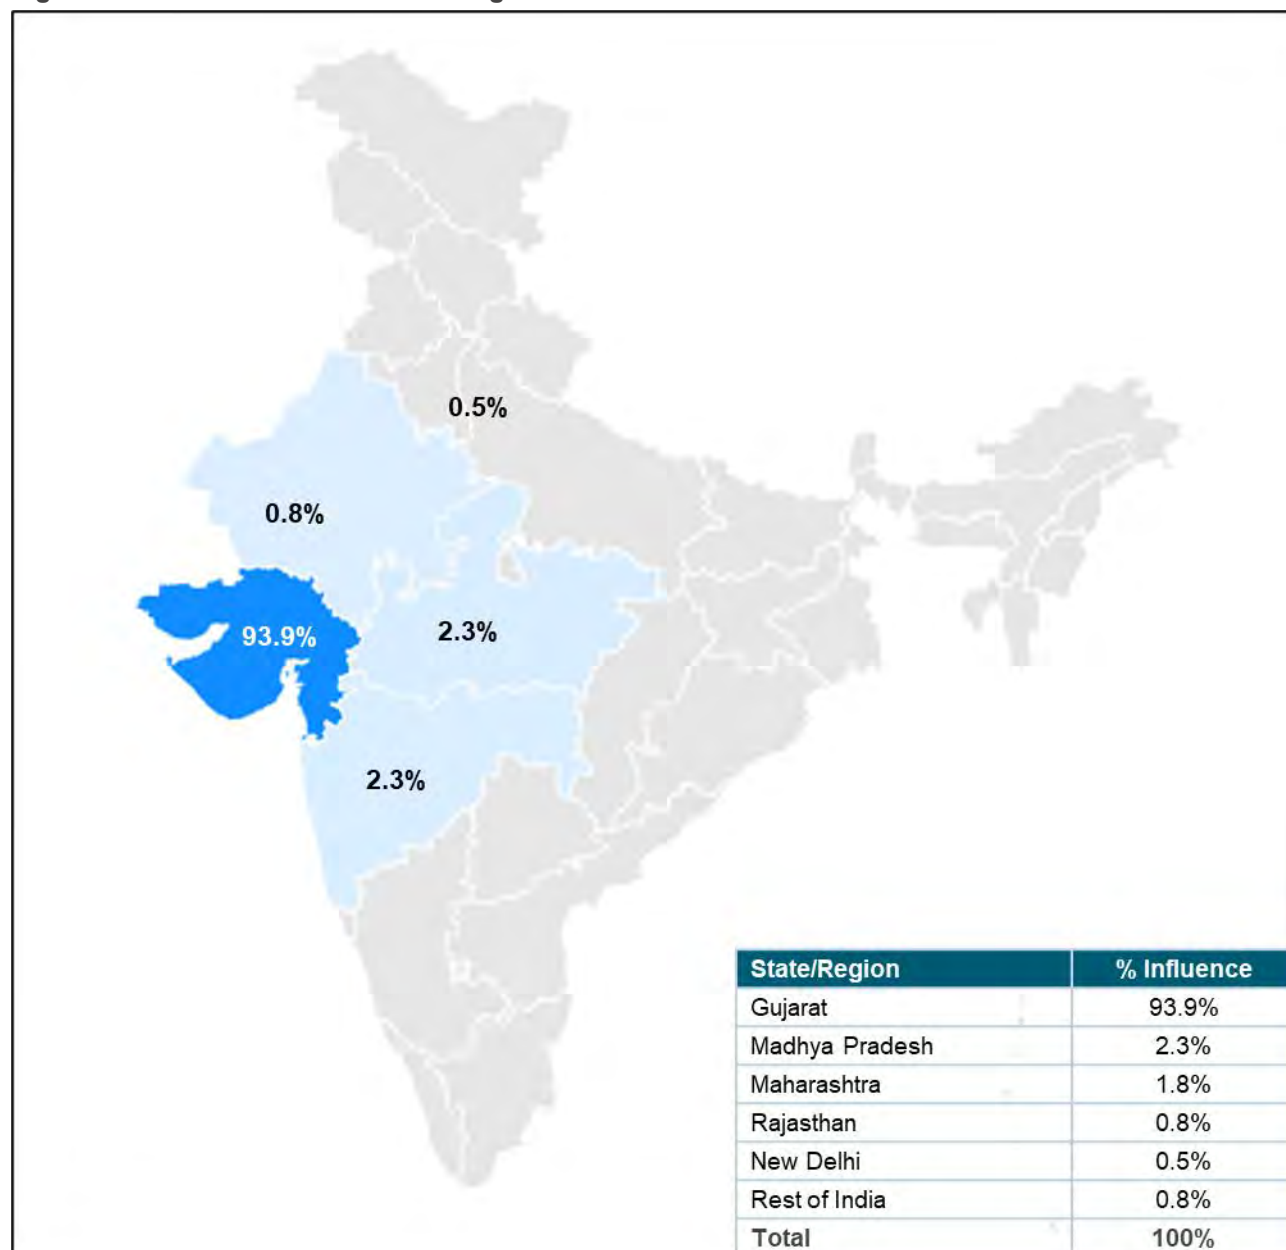 0.5%
0.8%
93.9%
2.3%
2.3%
State/Region % Influence
Gujarat 93.9%
Madhya Pradesh 2.3%
Maharashtra 1.8%
Rajasthan 0.8%
New Delhi 0.5%
Rest of India 0.8%
Total 100%